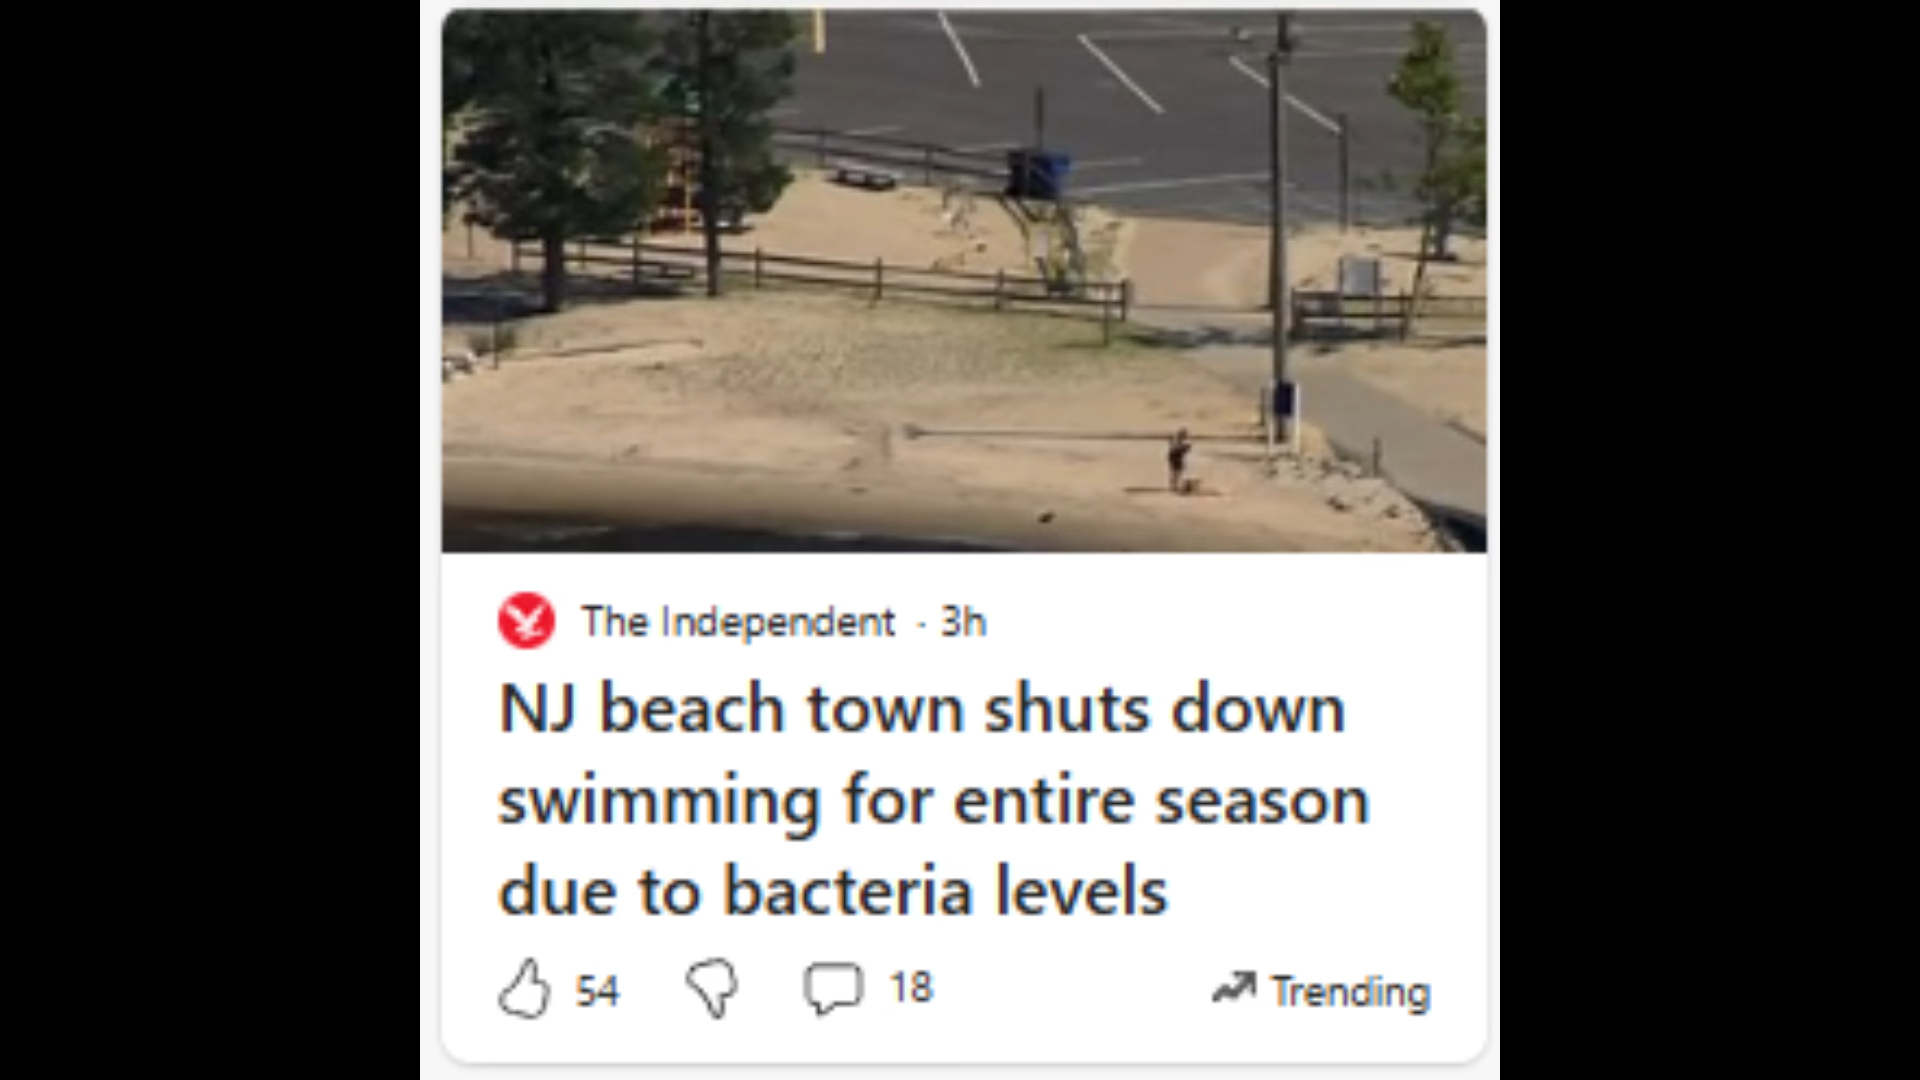 The Independent · 3h
NJ beach town shuts down
swimming for entire season
due to bacteria levels
54 18 Trending